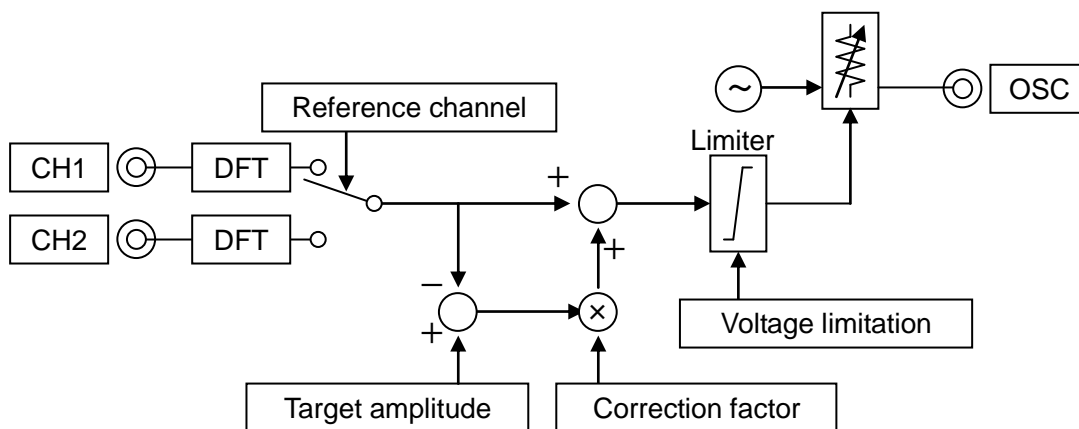 OSC
Reference channel
Limiter
CH1
DFT
+
CH2
DFT
+
−
+
×
~
Voltage limitation
Target amplitude
Correction factor